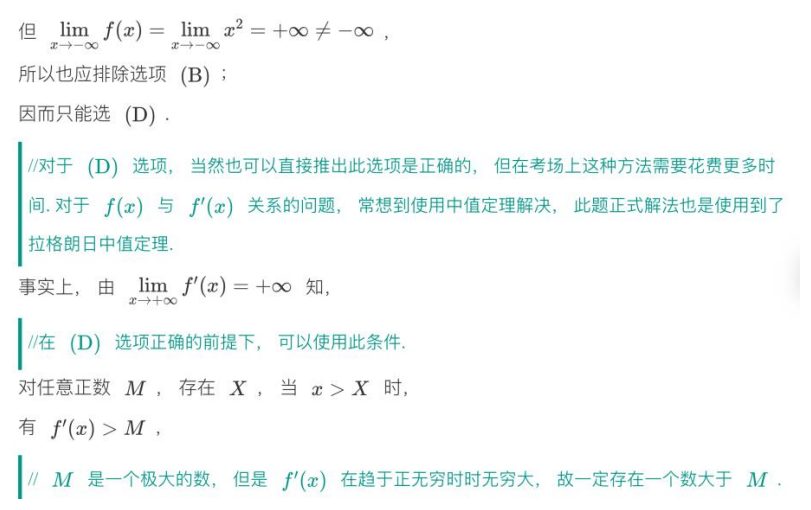 但 lim_{x→−∞} f(x) = lim_{x→−∞} x² = +∞ ≠ −∞ ,
所以也应排除选项 (B) ;
因而只能选 (D) .
//对于 (D) 选项, 当然也可以直接推出此选项是正确的, 但在考场上这种方法需要花费更多时
间. 对于 f(x) 与 f′(x) 关系的问题, 常想到使用中值定理解决, 此题正式解法也是使用到了
拉格朗日中值定理.
事实上, 由 lim_{x→+∞} f′(x) = +∞ 知,
//在 (D) 选项正确的前提下, 可以使用此条件.
对任意正数 M , 存在 X , 当 x > X 时,
有 f′(x) > M ,
// M 是一个极大的数, 但是 f′(x) 在趋于正无穷时时无穷大, 故一定存在一个数大于 M .